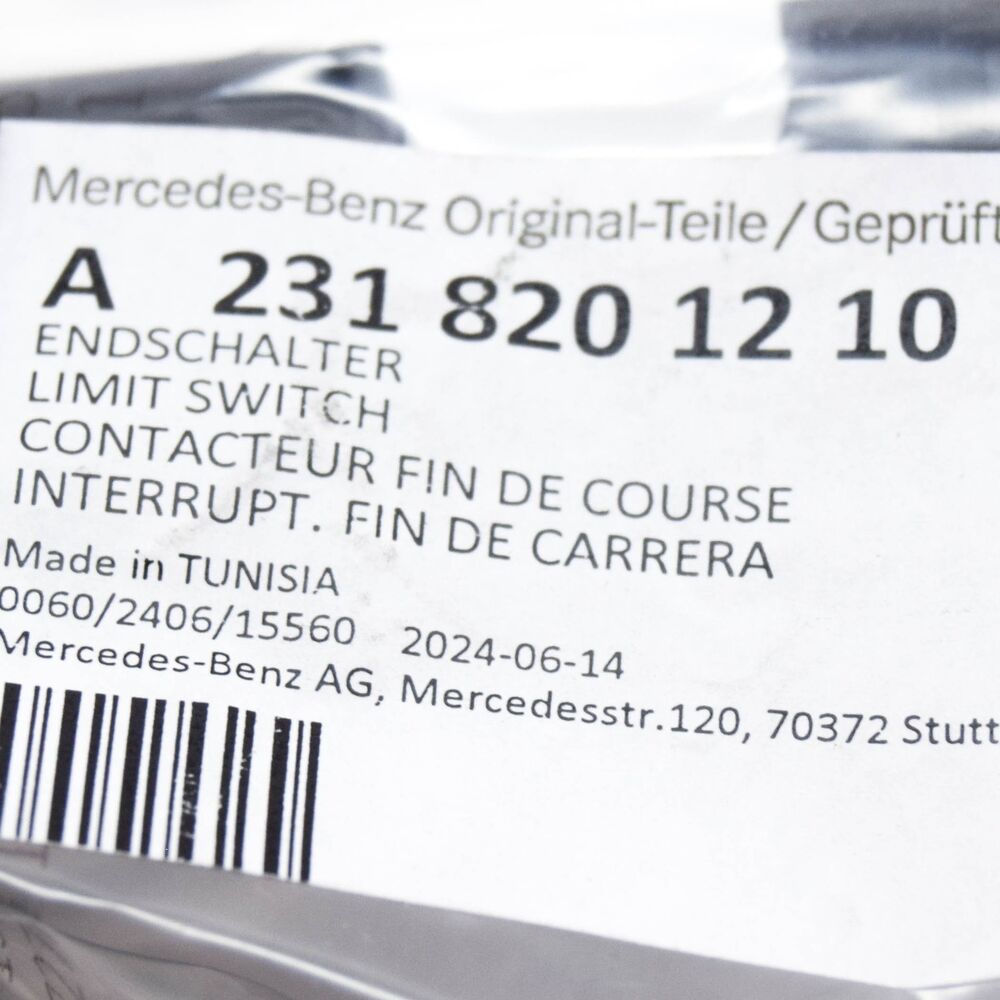 Mercedes-Benz Original-Teile/Geprüft
A 231 820 12 10
ENDSCHALTER
LIMIT SWITCH
CONTACTEUR FIN DE COURSE
INTERRUPT. FIN DE CARRERA
Made in TUNISIA
0060/2406/15560 2024-06-14
Mercedes-Benz AG, Mercedesstr.120, 70372 Stutt